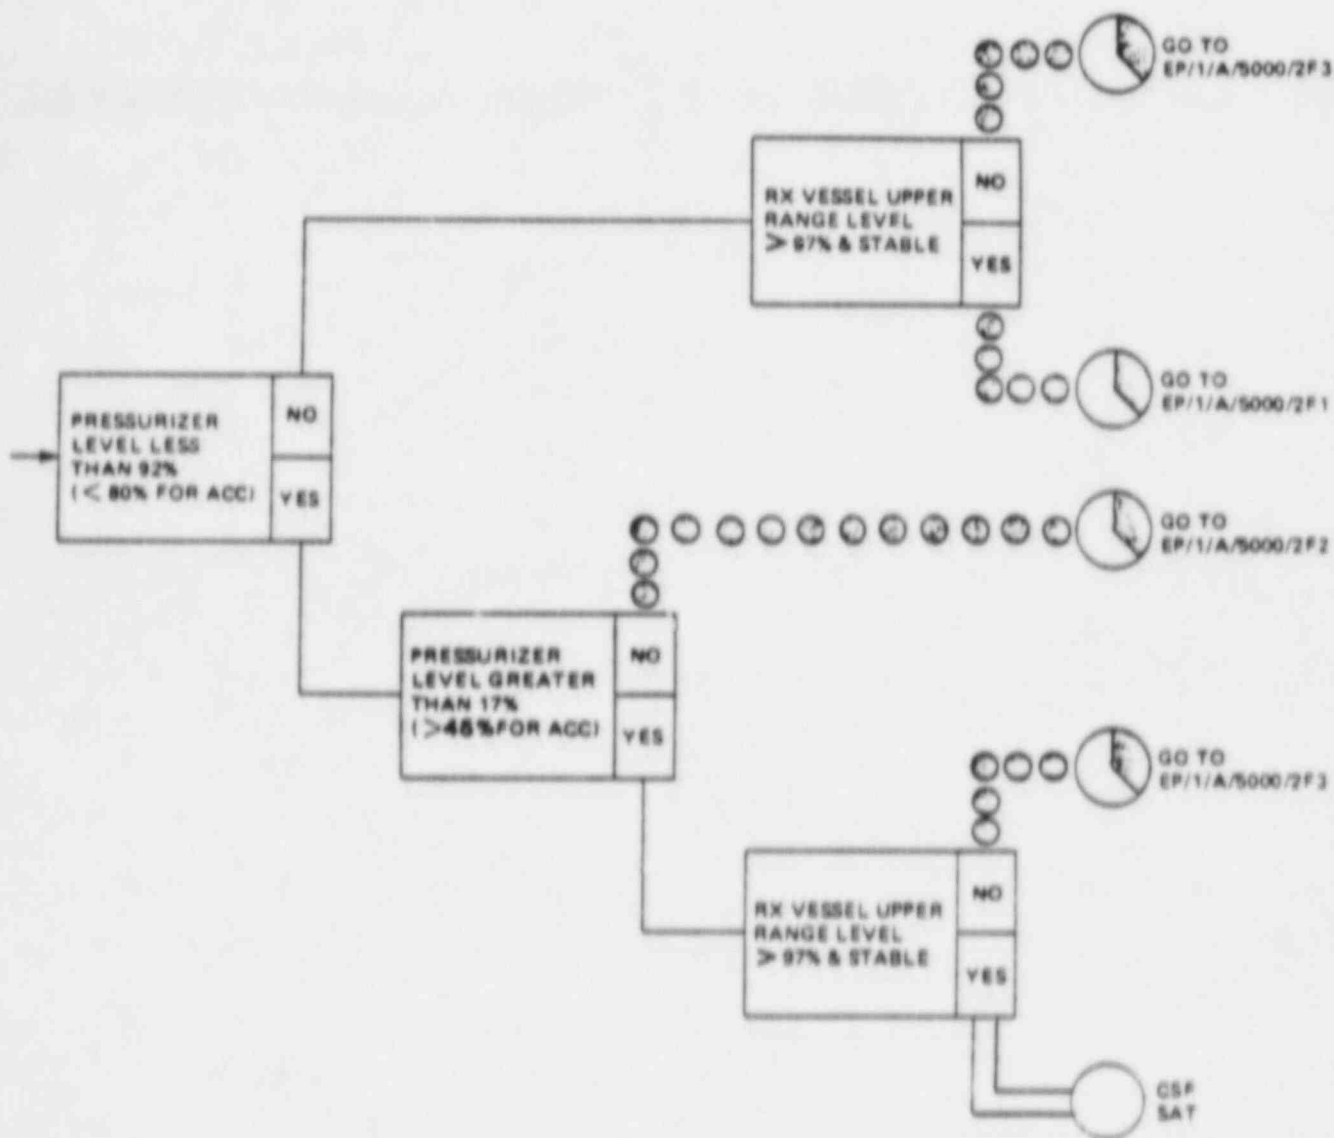 GO TO
EP/1/A/5000/2F3
RX VESSEL UPPER
RANGE LEVEL
> 97% & STABLE
NO
YES
GO TO
EP/1/A/5000/2F1
PRESSURIZER
LEVEL LESS
THAN 92%
(< 80% FOR ACC)
NO
YES
GO TO
EP/1/A/5000/2F2
PRESSURIZER
LEVEL GREATER
THAN 17%
(>45% FOR ACC)
NO
YES
GO TO
EP/1/A/5000/2F3
RX VESSEL UPPER
RANGE LEVEL
> 97% & STABLE
NO
YES
CSF
SAT